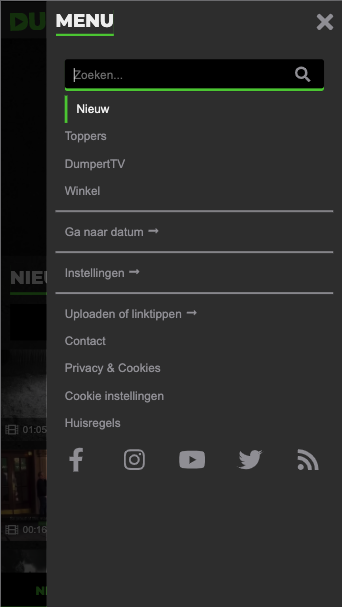 DU
MENU
Zoeken...
Nieuw
Toppers
DumpertTV
Winkel
Ga naar datum →
Instellingen →
NIEU
Uploaden of linktippen →
Contact
Privacy & Cookies
Cookie instellingen
Huisregels
01:05
00:16
NI